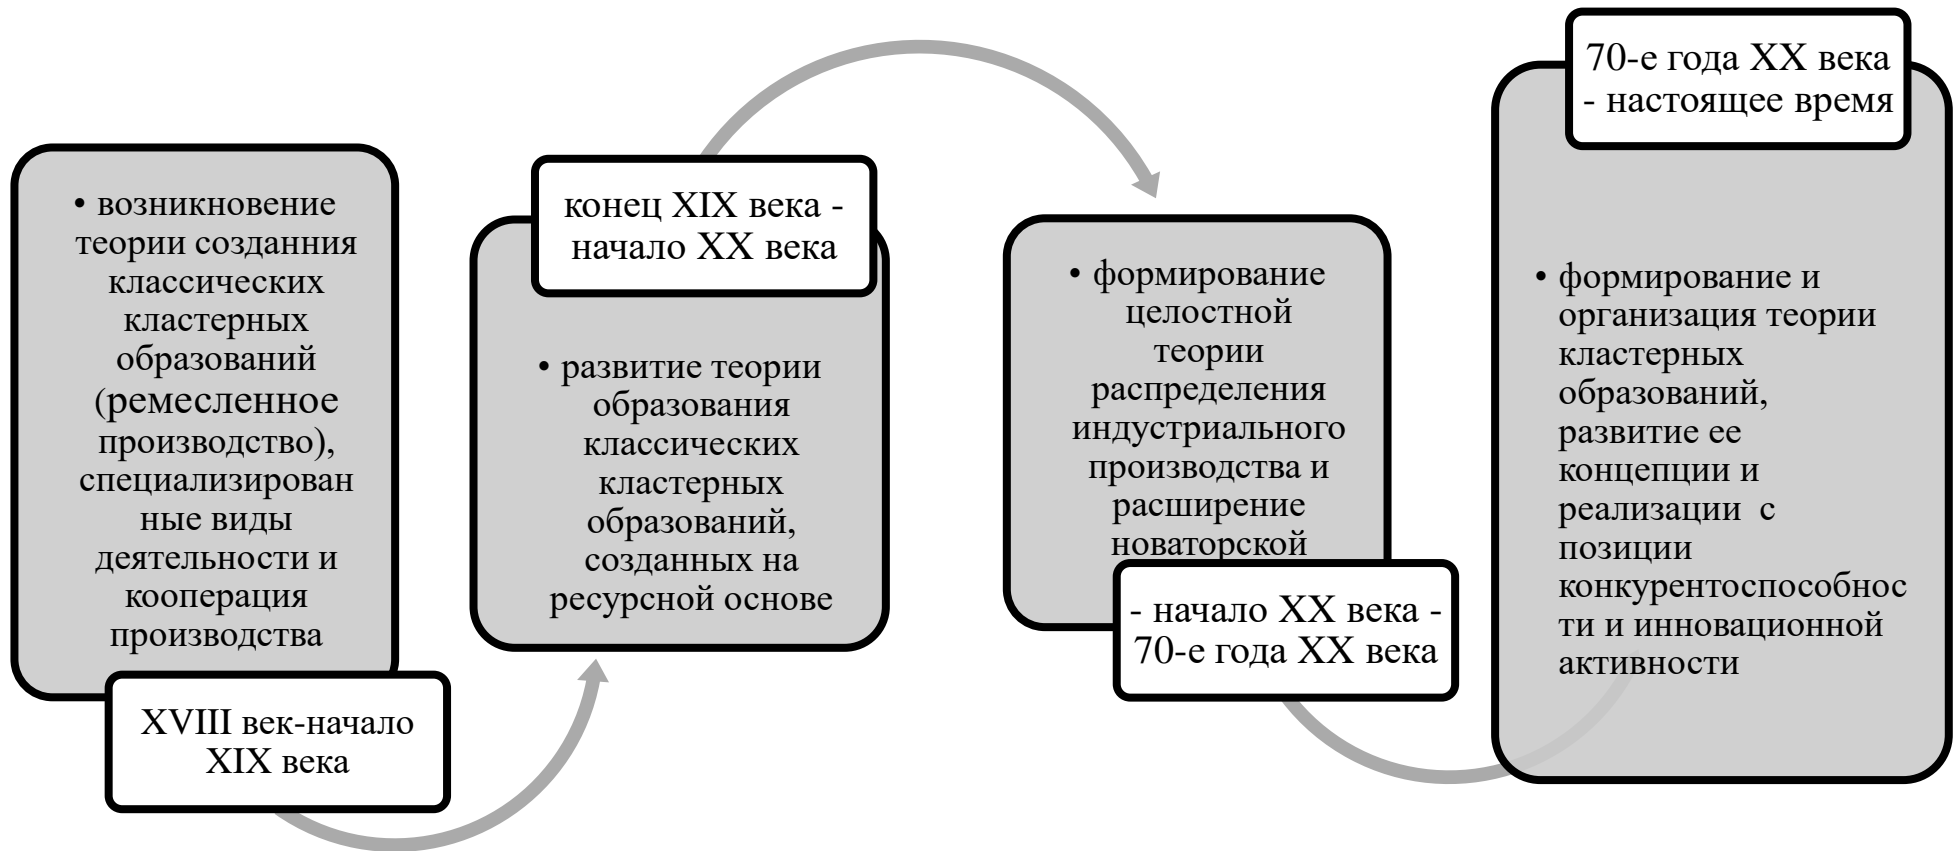 • возникновение
теории созданния
классических
кластерных
образований
(ремесленное
производство),
специализирован
ные виды
деятельности и
кооперация
производства
XVIII век-начало
XIX века
конец XIX века -
начало XX века
• развитие теории
образования
классических
кластерных
образований,
созданных на
ресурсной основе
• формирование
целостной
теории
распределения
индустриального
производства и
расширение
новаторской
- начало XX века -
70-е года XX века
70-е года XX века
- настоящее время
• формирование и
организация теории
кластерных
образований,
развитие ее
концепции и
реализации с
позиции
конкурентоспособнос
ти и инновационной
активности